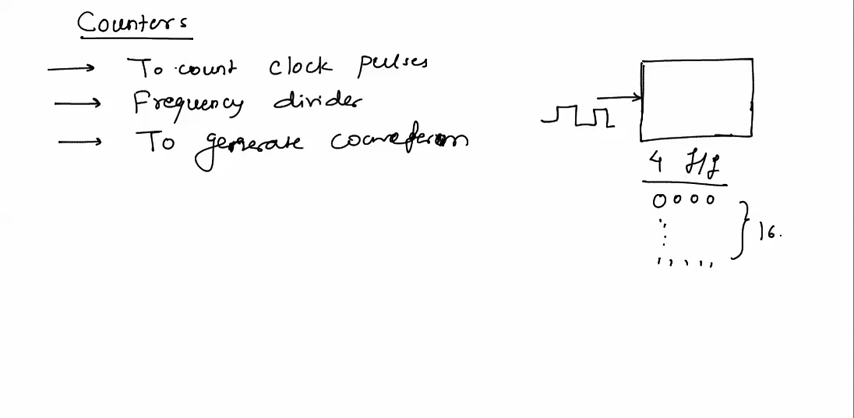 Counters
→ To count clock pulses
→ Frequency divider
→ To generate waveform
4 FF
0000
1111
16.